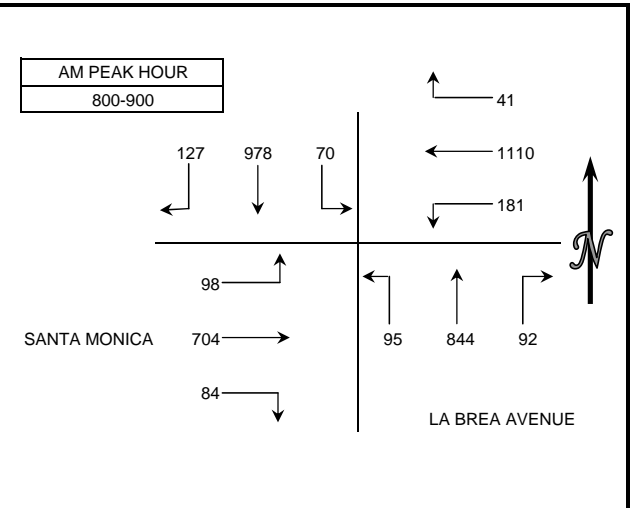 AM PEAK HOUR
800-900
41
127 978 70 1110
181
98
N
SANTA MONICA 704 95 844 92
84
LA BREA AVENUE